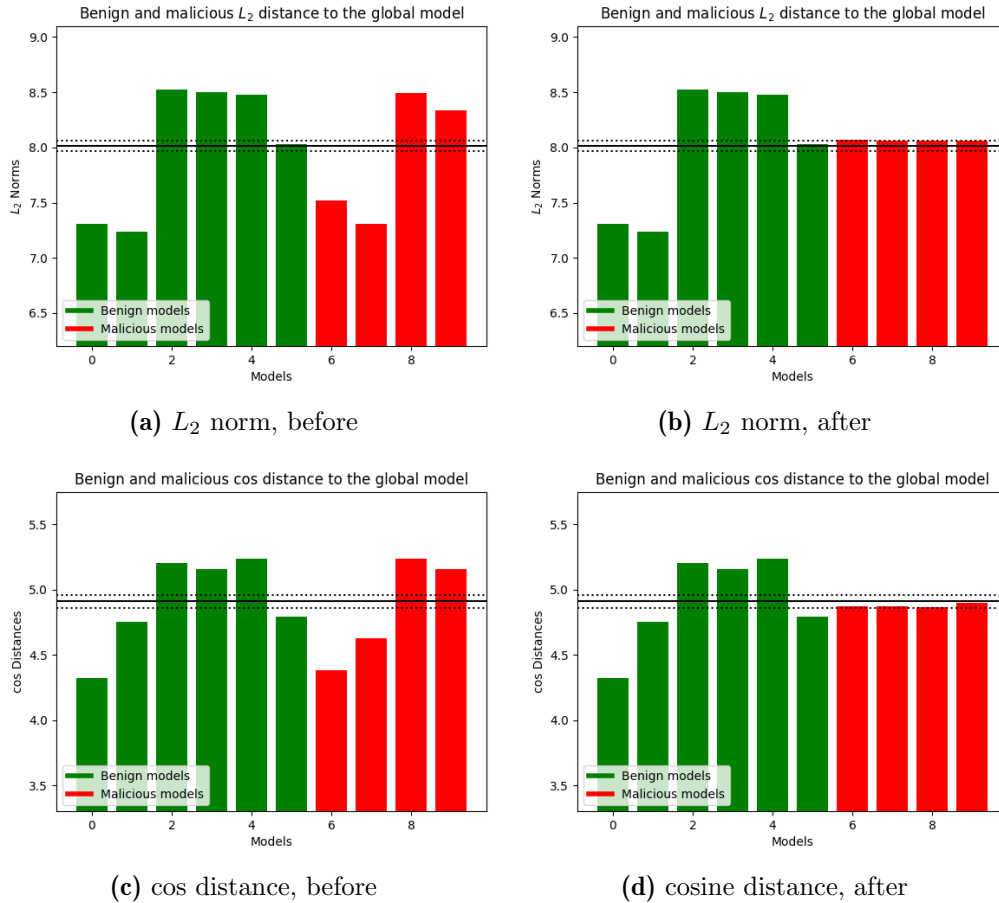 Benign and malicious L₂ distance to the global model
9.0
8.5
8.0
7.5
7.0
6.5
L₂ Norms
Benign models
Malicious models
0 2 4 6 8
Models
(a) L₂ norm, before
Benign and malicious L₂ distance to the global model
9.0
8.5
8.0
7.5
7.0
6.5
L₂ Norms
Benign models
Malicious models
0 2 4 6 8
Models
(b) L₂ norm, after
Benign and malicious cos distance to the global model
5.5
5.0
4.5
4.0
3.5
cos Distances
Benign models
Malicious models
0 2 4 6 8
Models
(c) cos distance, before
Benign and malicious cos distance to the global model
5.5
5.0
4.5
4.0
3.5
cos Distances
Benign models
Malicious models
0 2 4 6 8
Models
(d) cosine distance, after